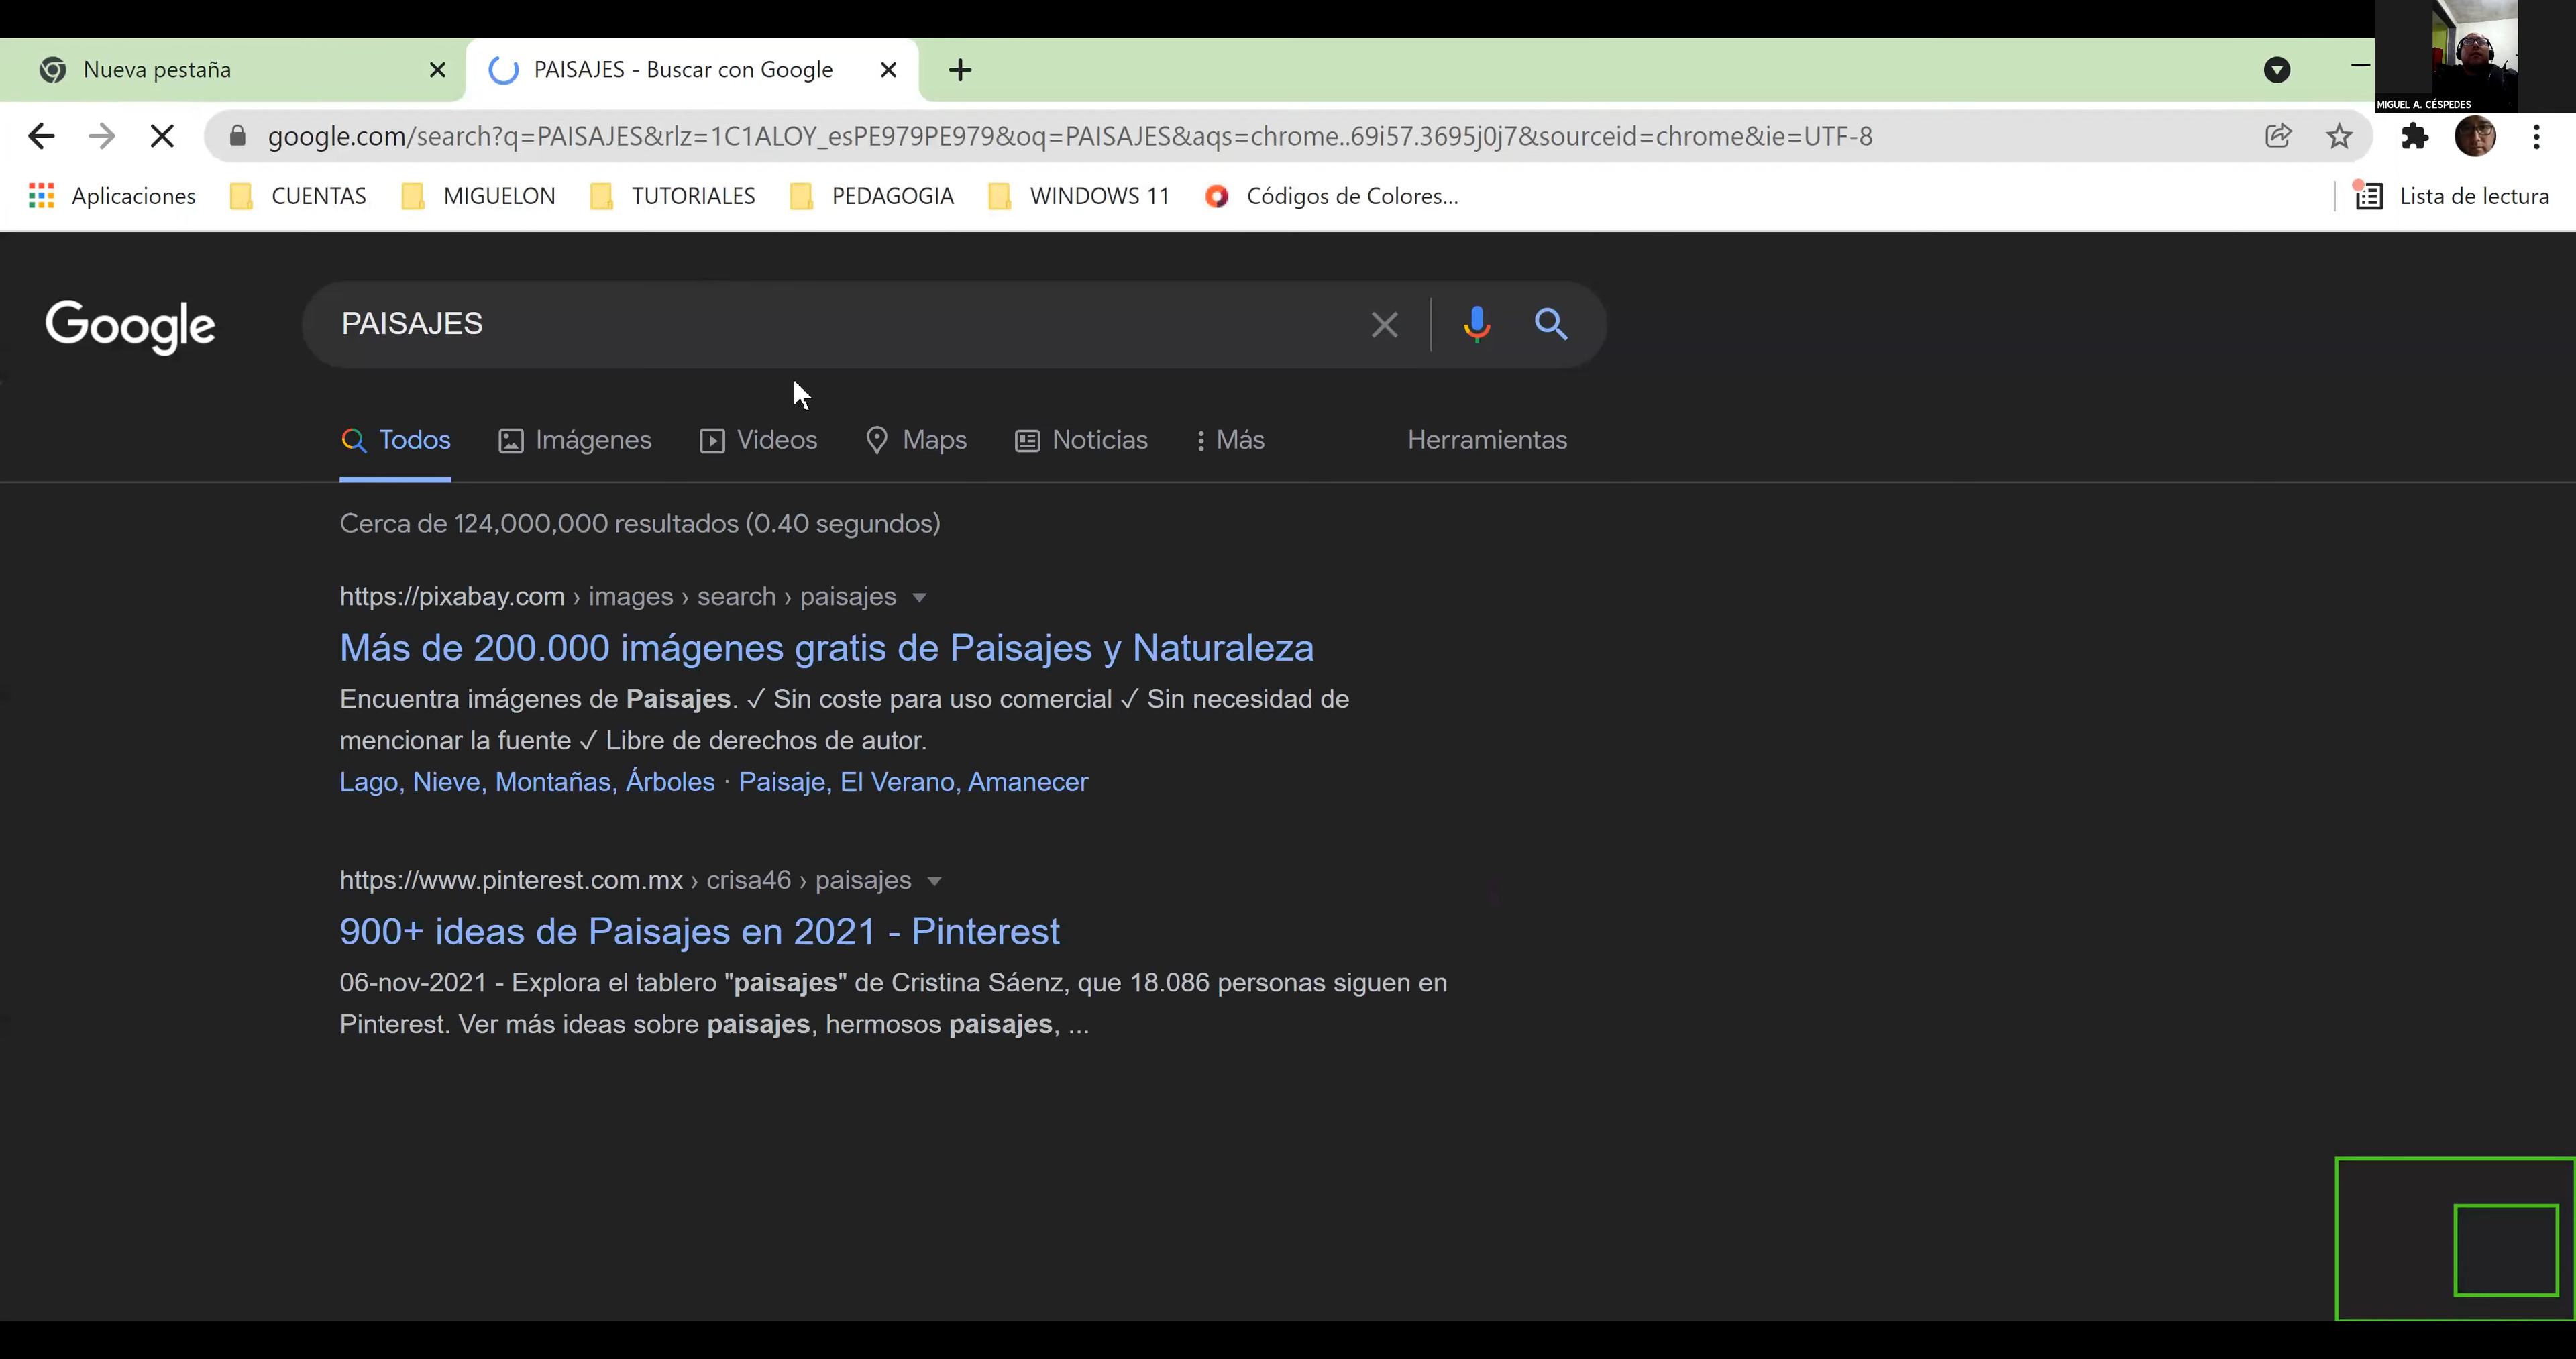 Nueva pestaña
PAISAJES - Buscar con Google
MIGUEL A. CÉSPEDES
google.com/search?q=PAISAJES&rlz=1C1ALOY_esPE979PE979&oq=PAISAJES&aqs=chrome..69i57.3695j0j7&sourceid=chrome&ie=UTF-8
Aplicaciones CUENTAS MIGUELON TUTORIALES PEDAGOGIA WINDOWS 11 Códigos de Colores... Lista de lectura
Google PAISAJES
Todos Imágenes Videos Maps Noticias Más Herramientas
Cerca de 124,000,000 resultados (0.40 segundos)
https://pixabay.com › images › search › paisajes
Más de 200.000 imágenes gratis de Paisajes y Naturaleza
Encuentra imágenes de Paisajes. ✓ Sin coste para uso comercial ✓ Sin necesidad de
mencionar la fuente ✓ Libre de derechos de autor.
Lago, Nieve, Montañas, Árboles · Paisaje, El Verano, Amanecer
https://www.pinterest.com.mx › crisa46 › paisajes
900+ ideas de Paisajes en 2021 - Pinterest
06-nov-2021 - Explora el tablero "paisajes" de Cristina Sáenz, que 18.086 personas siguen en
Pinterest. Ver más ideas sobre paisajes, hermosos paisajes, ...